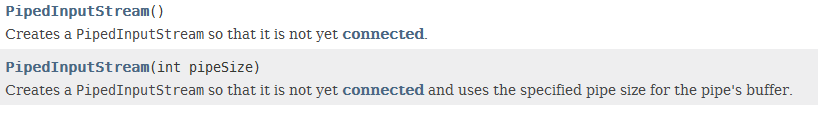 PipedInputStream()
Creates a PipedInputStream so that it is not yet connected.
PipedInputStream(int pipeSize)
Creates a PipedInputStream so that it is not yet connected and uses the specified pipe size for the pipe's buffer.